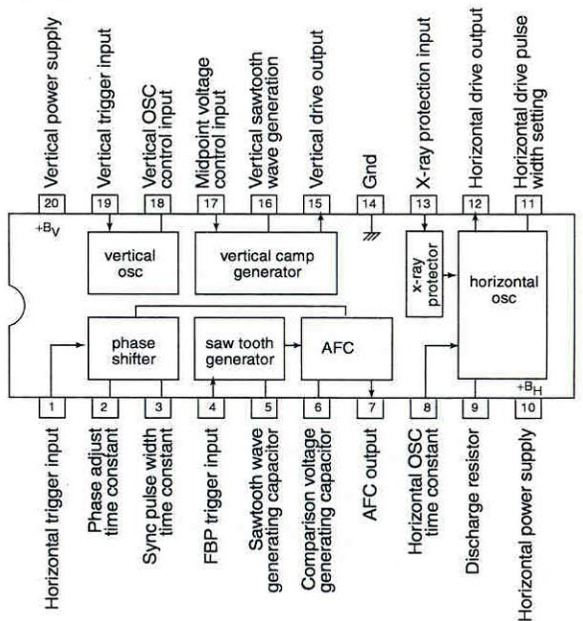 Vertical power supply
Vertical trigger input
Vertical OSC
control input
Midpoint voltage
control input
Vertical sawtooth
wave generation
Vertical drive output
Gnd
X-ray protection input
Horizontal drive output
Horizontal drive pulse
width setting
20
19
18
17
16
15
14
13
12
11
+BV
vertical
osc
vertical camp
generator
x-ray
protector
horizontal
osc
phase
shifter
saw tooth
generator
AFC
+BH
1
2
3
4
5
6
7
8
9
10
Horizontal trigger input
Phase adjust
time constant
Sync pulse width
time constant
FBP trigger input
Sawtooth wave
generating capacitor
Comparison voltage
generating capacitor
AFC output
Horizontal OSC
time constant
Discharge resistor
Horizontal power supply